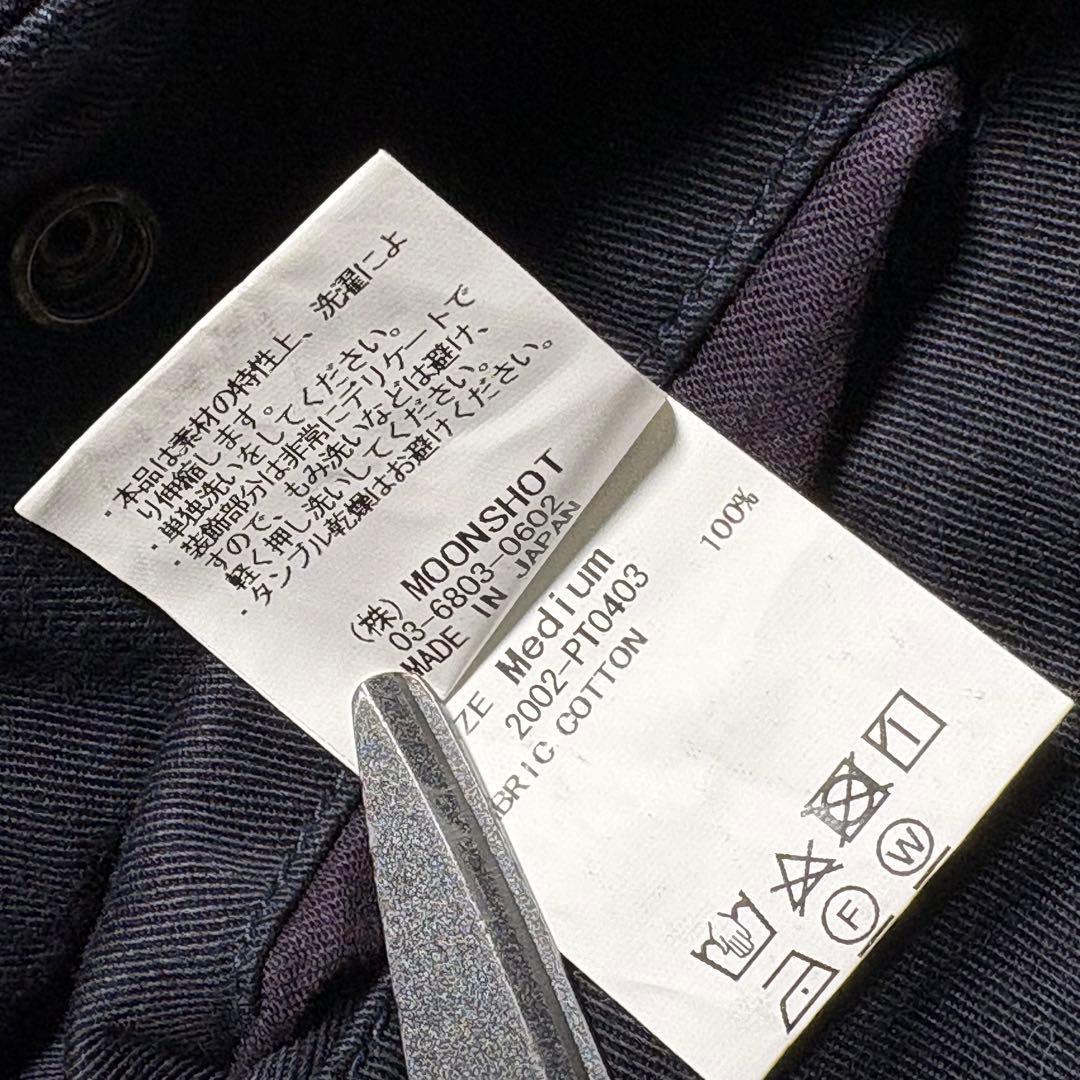 ・本品は素材の特性上、洗濯によ
り伸縮します。
・単独洗いをしてください。
装飾部分は非常にデリケートで
すので、もみ洗いなどは避け、
軽く押し洗いしてください。
・タンブル乾燥はお避けください。
(株) MOONSHOT
03-6803-0602
MADE IN JAPAN
ZE Medium
2002-PT0403
BRIC COTTON 100%
W
F